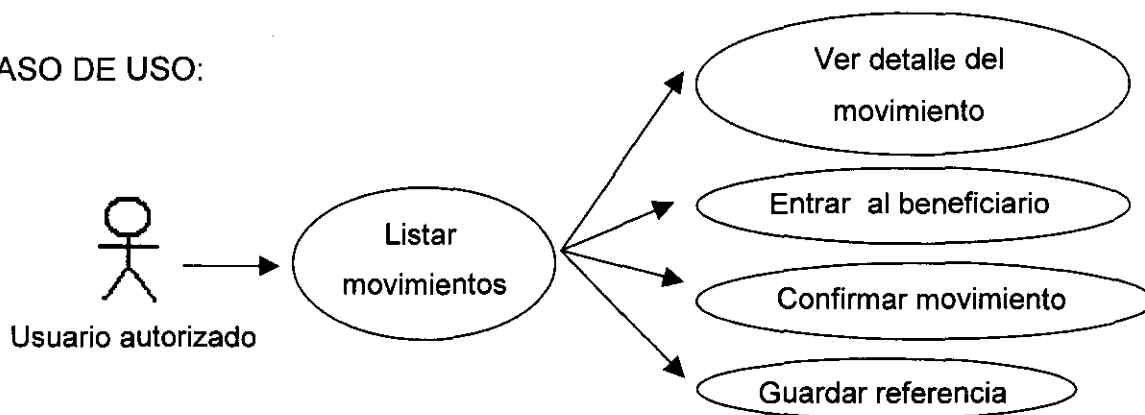 ASO DE USO:
Ver detalle del
movimiento
Entrar al beneficiario
Listar
movimientos
Confirmar movimiento
Usuario autorizado
Guardar referencia